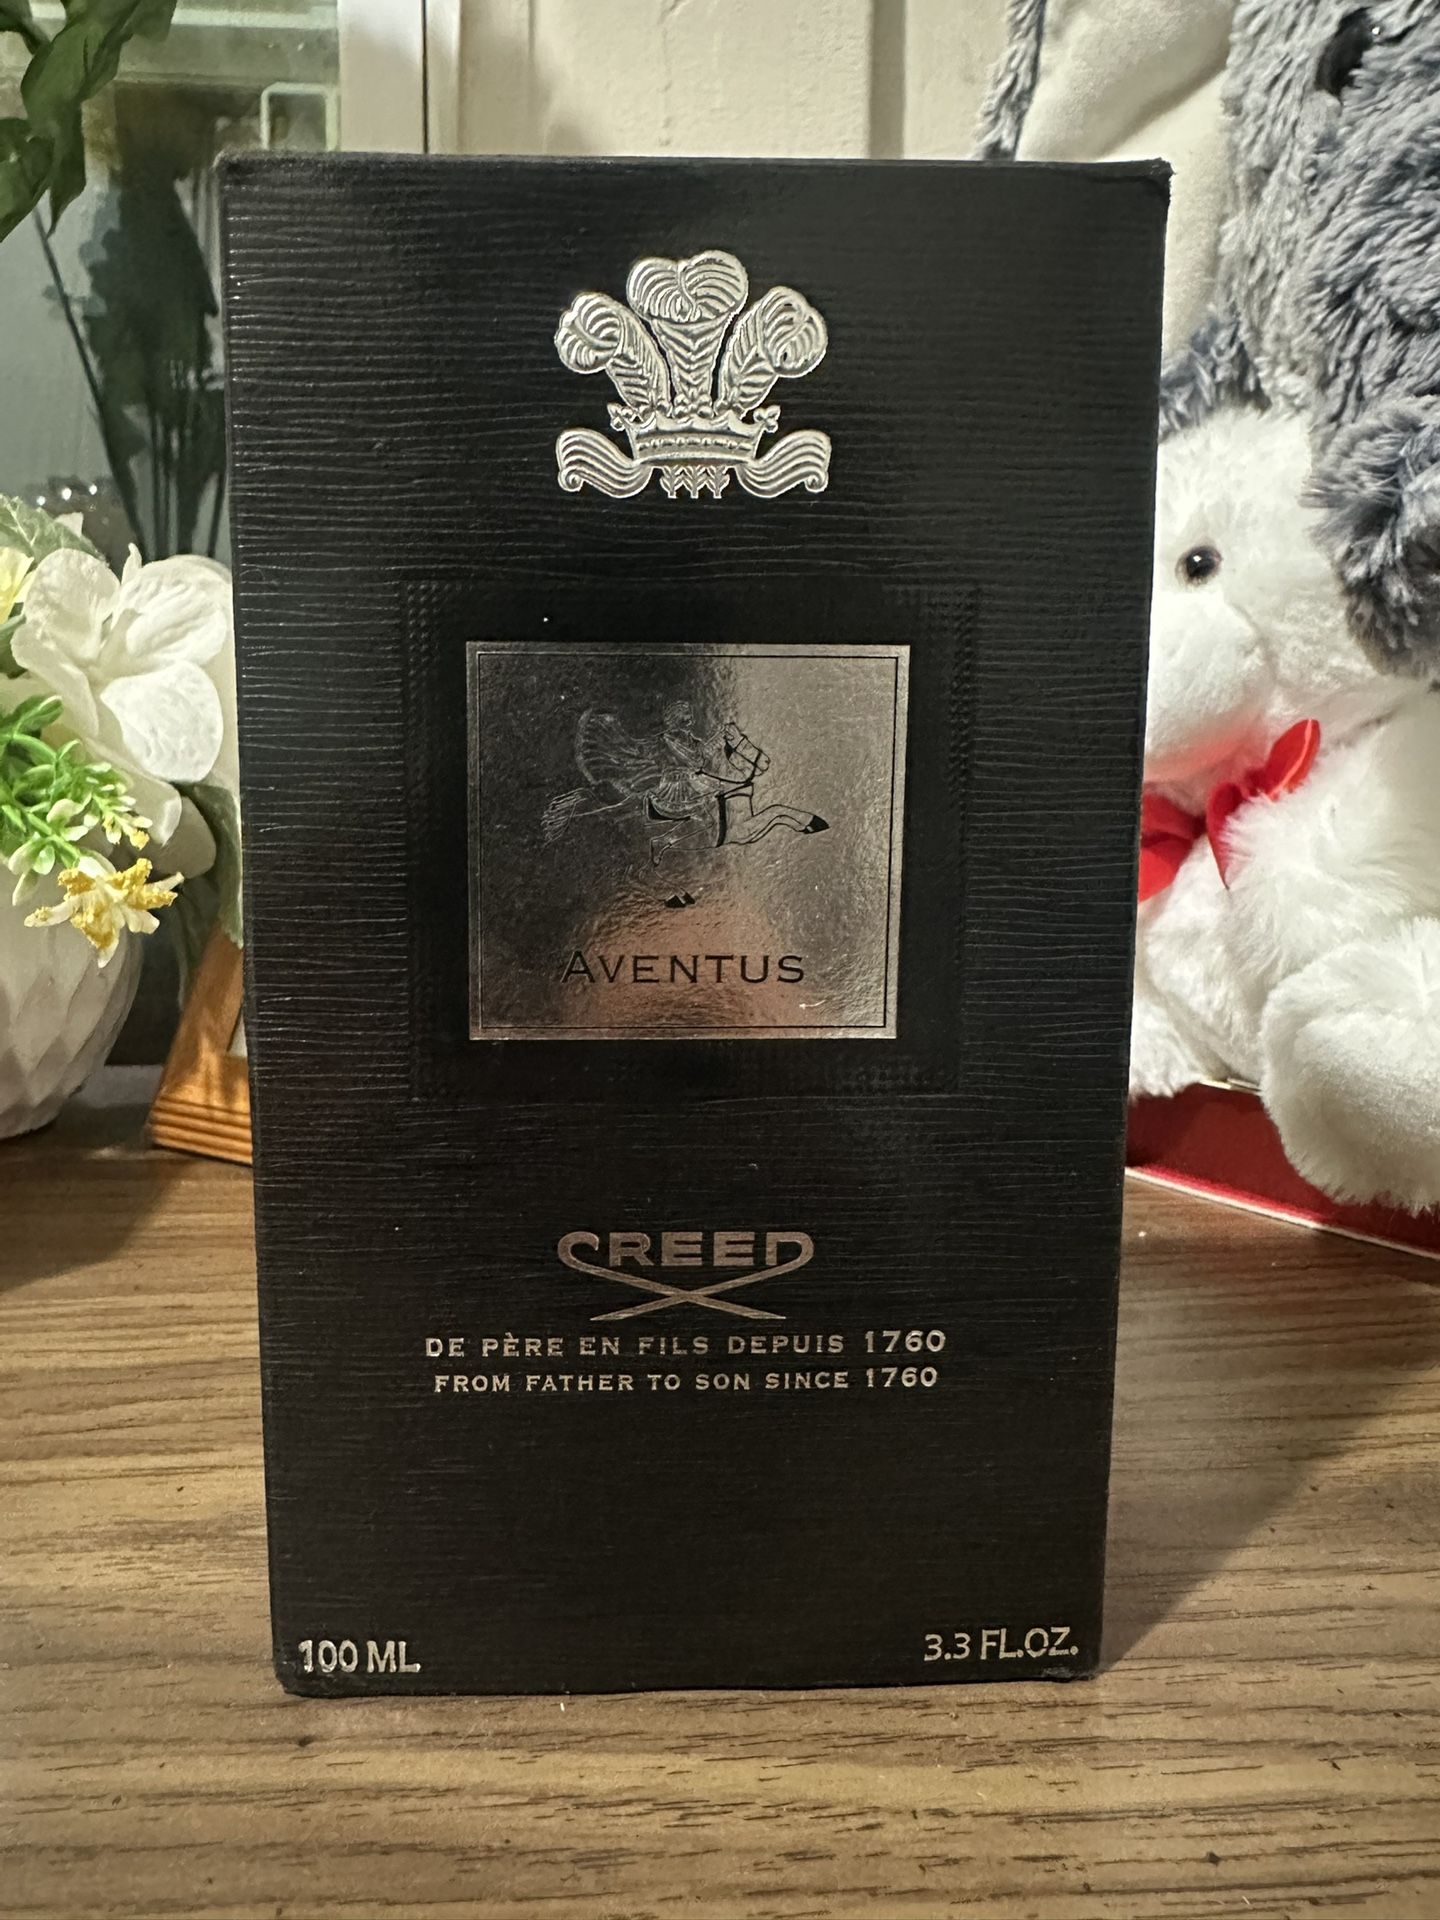 AVENTUS
CREED
DE PÈRE EN FILS DEPUIS 1760
FROM FATHER TO SON SINCE 1760
100 ML
3.3 FL.OZ.